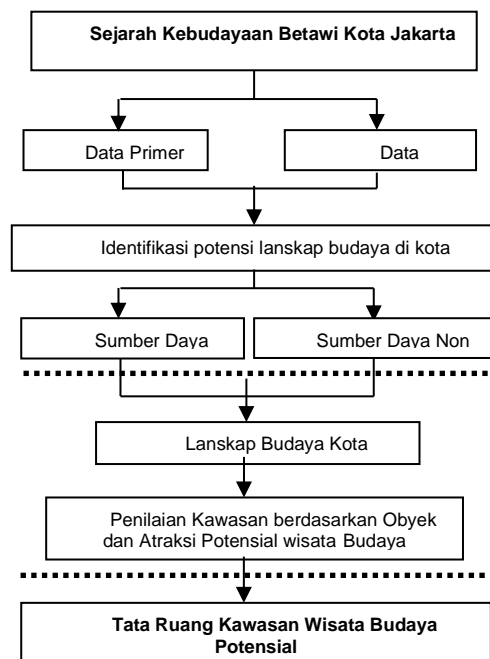 Sejarah Kebudayaan Betawi Kota Jakarta
Data Primer
Data
Identifikasi potensi lanskap budaya di kota
Sumber Daya
Sumber Daya Non
Lanskap Budaya Kota
Penilaian Kawasan berdasarkan Obyek
dan Atraksi Potensial wisata Budaya
Tata Ruang Kawasan Wisata Budaya
Potensial